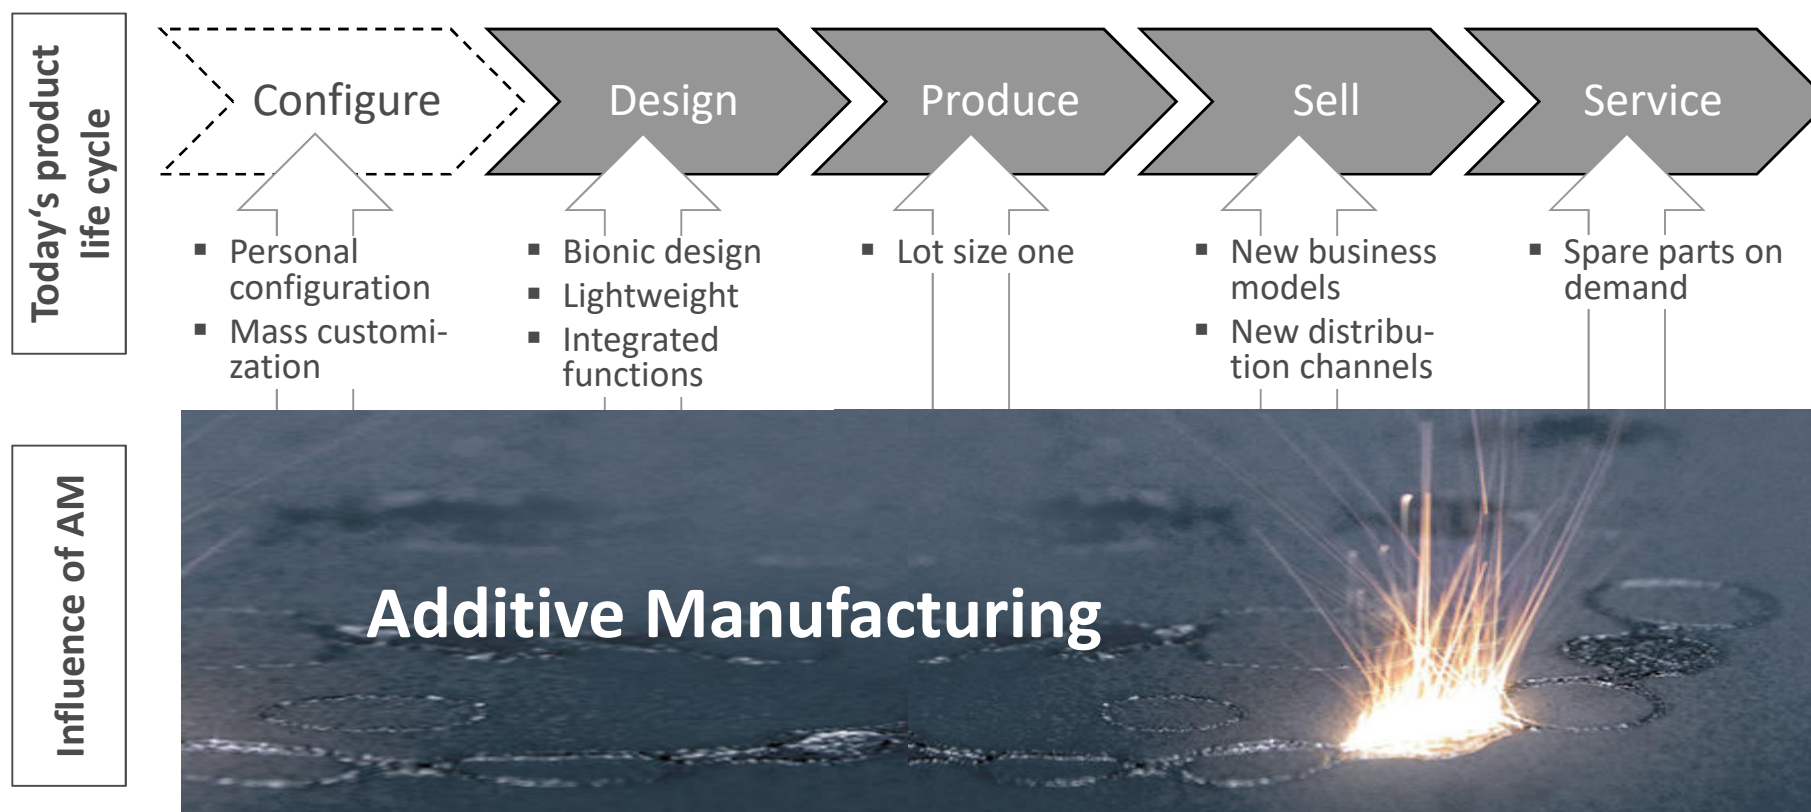 Today‘s product
life cycle
Configure
Design
Produce
Sell
Service
▪ Personal
configuration
▪ Mass customi-
zation
▪ Bionic design
▪ Lightweight
▪ Integrated
functions
▪ Lot size one
▪ New business
models
▪ New distribu-
tion channels
▪ Spare parts on
demand
Influence of AM
Additive Manufacturing